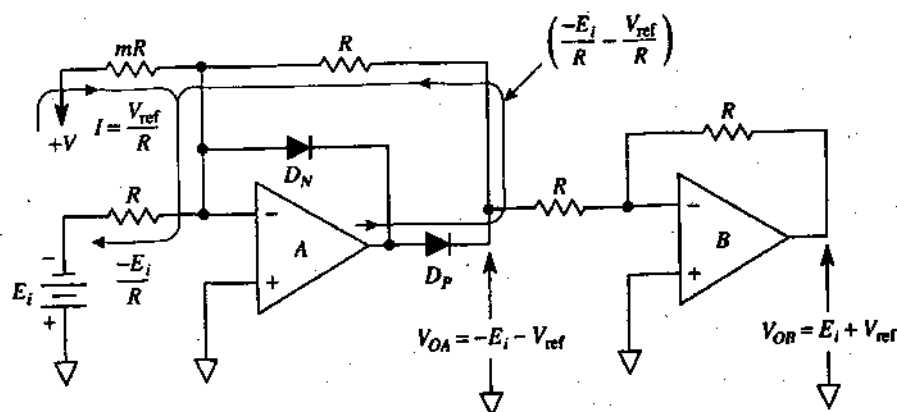 mR
R
(-E_i/R - V_ref/R)
+V
I = V_ref/R
D_N
R
R
R
-
A
+
D_P
-
B
+
-
E_i
+
-E_i/R
V_OA = -E_i - V_ref
V_OB = E_i + V_ref